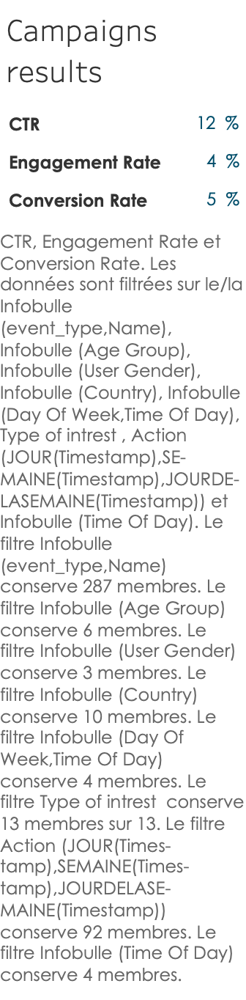 Campaigns
results
CTR 12 %
Engagement Rate 4 %
Conversion Rate 5 %
CTR, Engagement Rate et
Conversion Rate. Les
données sont filtrées sur le/la
Infobulle
(event_type,Name),
Infobulle (Age Group),
Infobulle (User Gender),
Infobulle (Country), Infobulle
(Day Of Week,Time Of Day),
Type of intrest , Action
(JOUR(Timestamp),SE-
MAINE(Timestamp),JOURDE-
LASEMAINE(Timestamp)) et
Infobulle (Time Of Day). Le
filtre Infobulle
(event_type,Name)
conserve 287 membres. Le
filtre Infobulle (Age Group)
conserve 6 membres. Le
filtre Infobulle (User Gender)
conserve 3 membres. Le
filtre Infobulle (Country)
conserve 10 membres. Le
filtre Infobulle (Day Of
Week,Time Of Day)
conserve 4 membres. Le
filtre Type of intrest  conserve
13 membres sur 13. Le filtre
Action (JOUR(Times-
tamp),SEMAINE(Times-
tamp),JOURDELASE-
MAINE(Timestamp))
conserve 92 membres. Le
filtre Infobulle (Time Of Day)
conserve 4 membres.